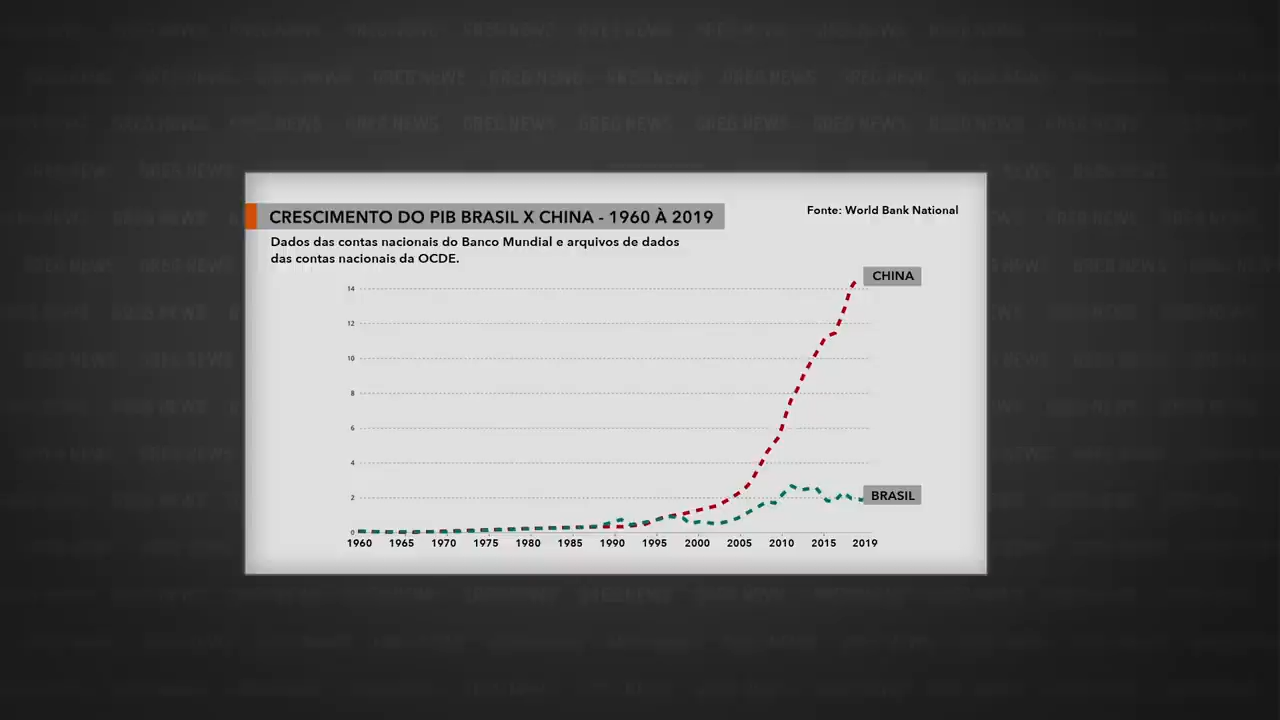 CRESCIMENTO DO PIB BRASIL X CHINA - 1960 À 2019
Fonte: World Bank National
Dados das contas nacionais do Banco Mundial e arquivos de dados
das contas nacionais da OCDE.
CHINA
14
12
10
8
6
4
2
BRASIL
0
1960 1965 1970 1975 1980 1985 1990 1995 2000 2005 2010 2015 2019
GREG NEWS